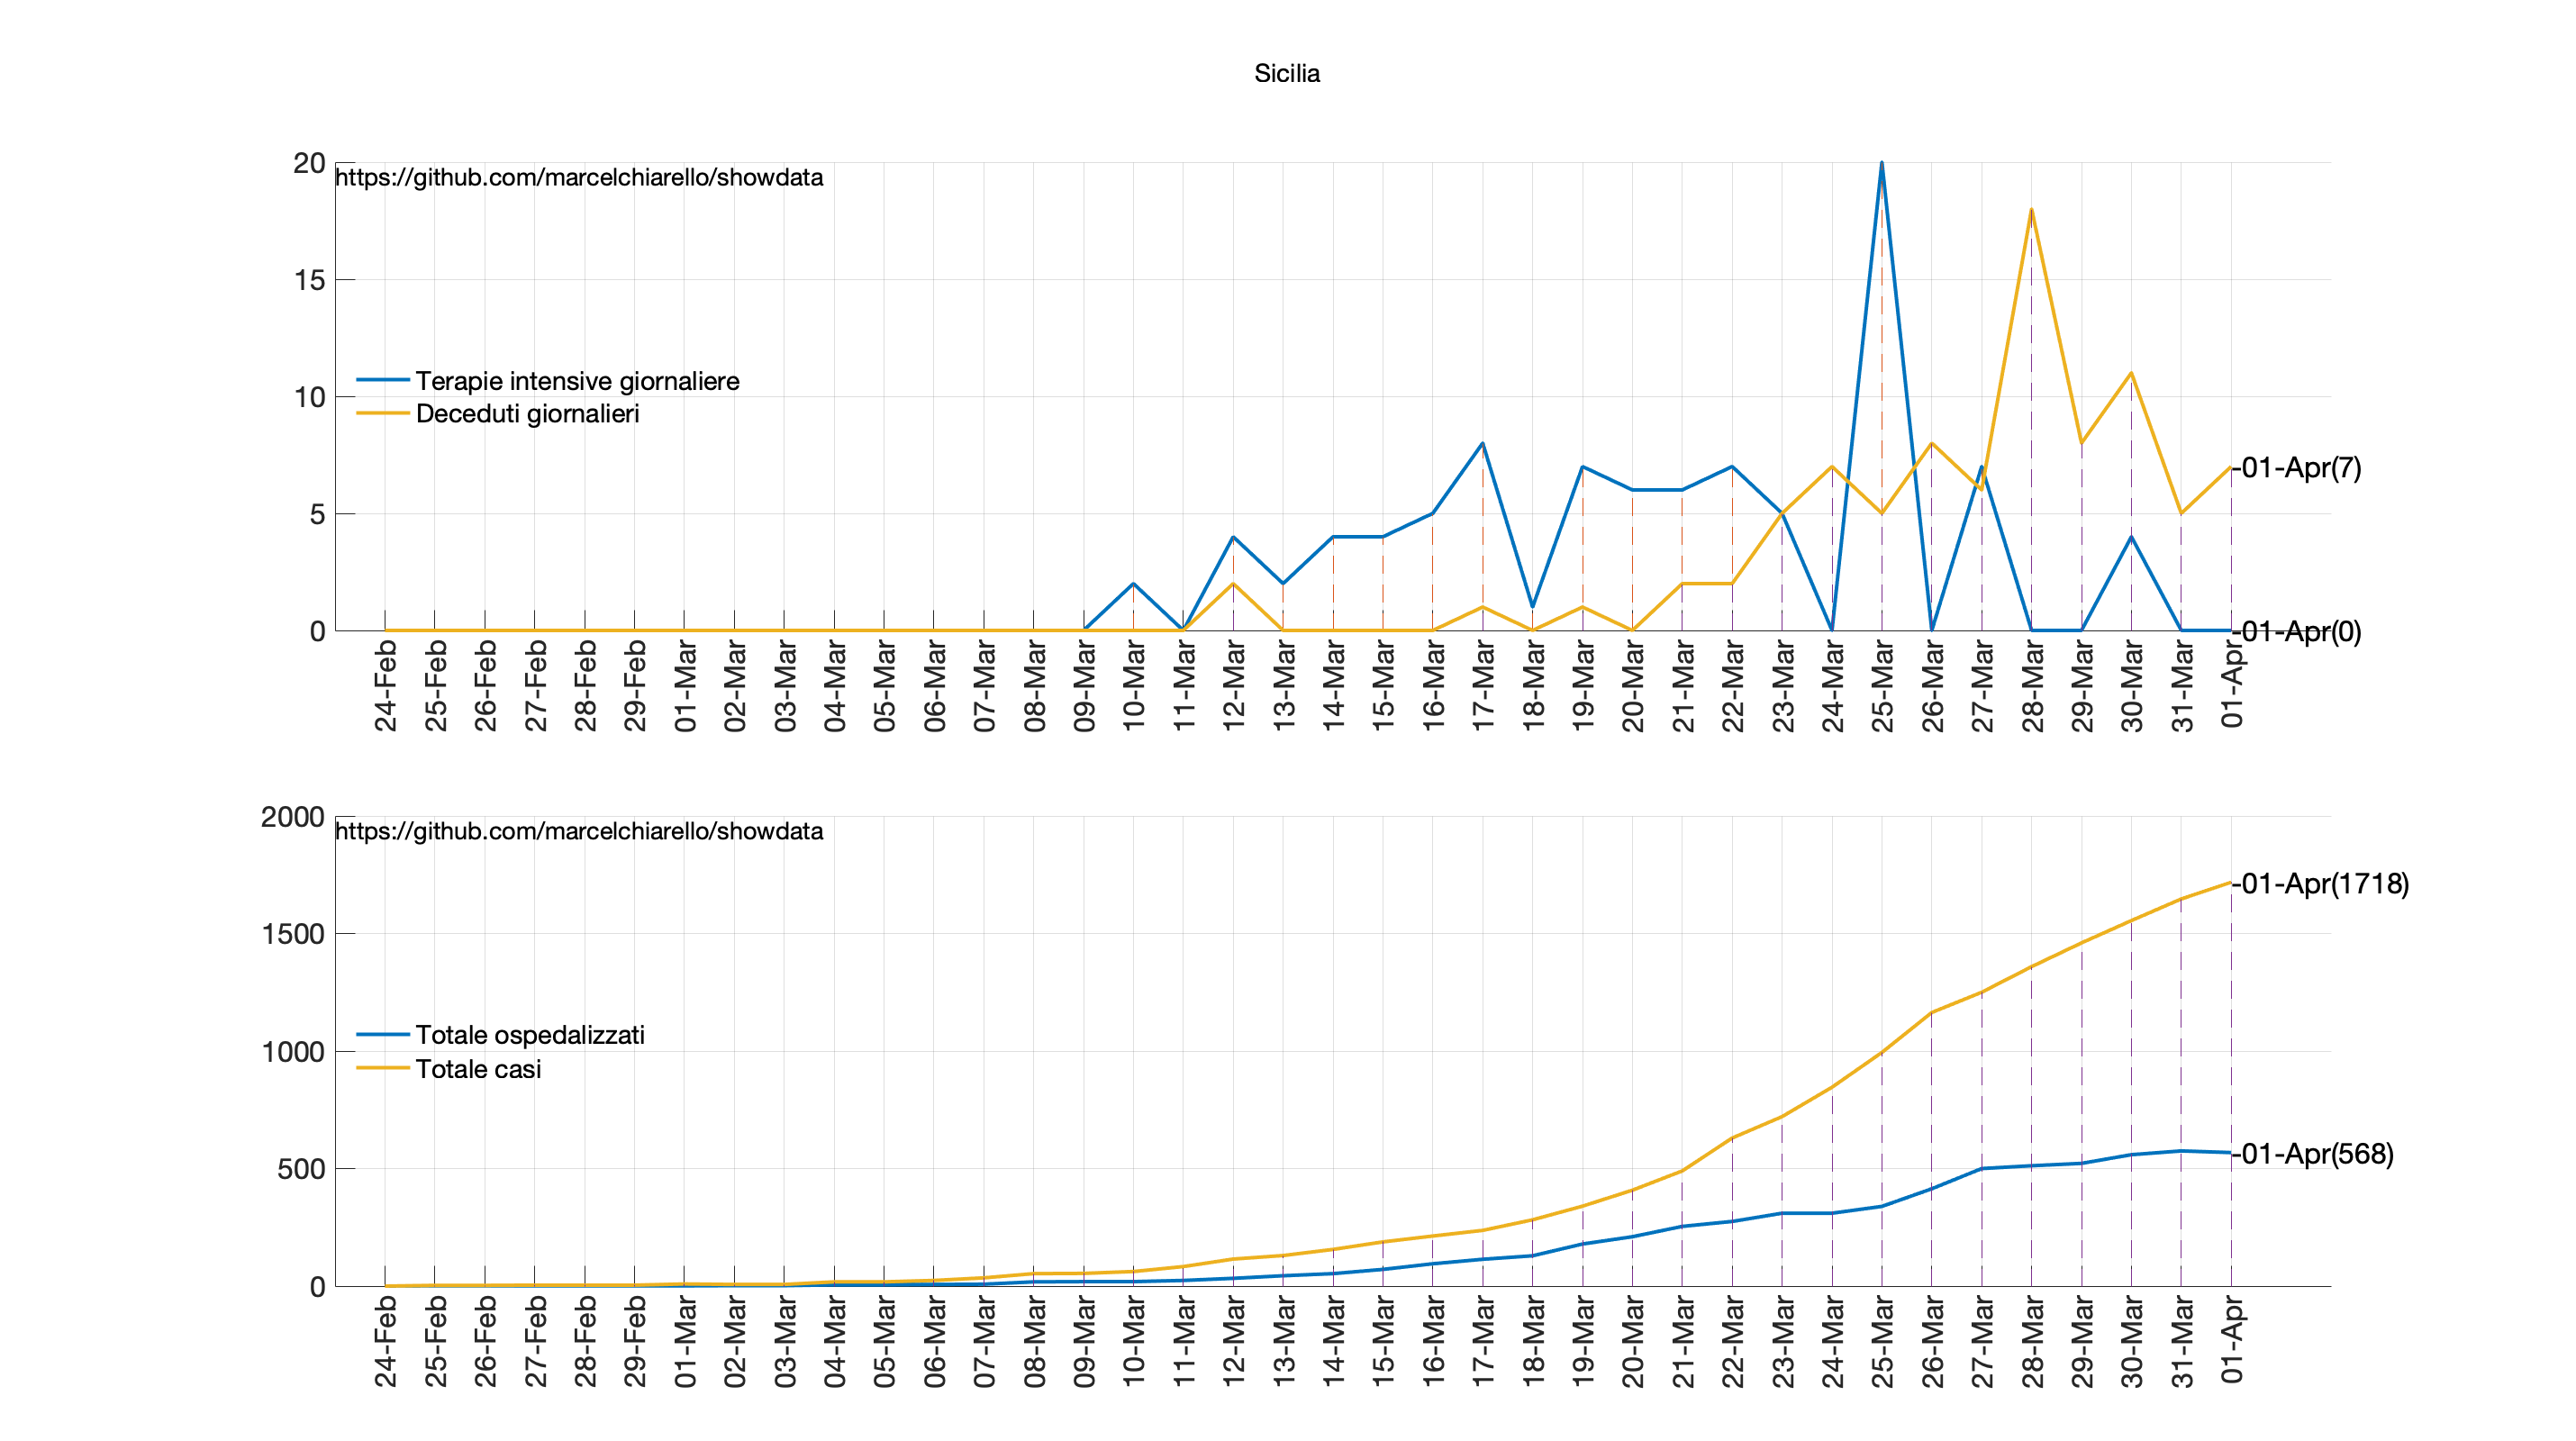 Sicilia
20
https://github.com/marcelchiarello/showdata
15
10
5
0
Terapie intensive giornaliere
Deceduti giornalieri
-01-Apr(7)
-01-Apr(0)
24-Feb
25-Feb
26-Feb
27-Feb
28-Feb
29-Feb
01-Mar
02-Mar
03-Mar
04-Mar
05-Mar
06-Mar
07-Mar
08-Mar
09-Mar
10-Mar
11-Mar
12-Mar
13-Mar
14-Mar
15-Mar
16-Mar
17-Mar
18-Mar
19-Mar
20-Mar
21-Mar
22-Mar
23-Mar
24-Mar
25-Mar
26-Mar
27-Mar
28-Mar
29-Mar
30-Mar
31-Mar
01-Apr
2000
https://github.com/marcelchiarello/showdata
1500
1000
500
0
Totale ospedalizzati
Totale casi
-01-Apr(1718)
-01-Apr(568)
24-Feb
25-Feb
26-Feb
27-Feb
28-Feb
29-Feb
01-Mar
02-Mar
03-Mar
04-Mar
05-Mar
06-Mar
07-Mar
08-Mar
09-Mar
10-Mar
11-Mar
12-Mar
13-Mar
14-Mar
15-Mar
16-Mar
17-Mar
18-Mar
19-Mar
20-Mar
21-Mar
22-Mar
23-Mar
24-Mar
25-Mar
26-Mar
27-Mar
28-Mar
29-Mar
30-Mar
31-Mar
01-Apr